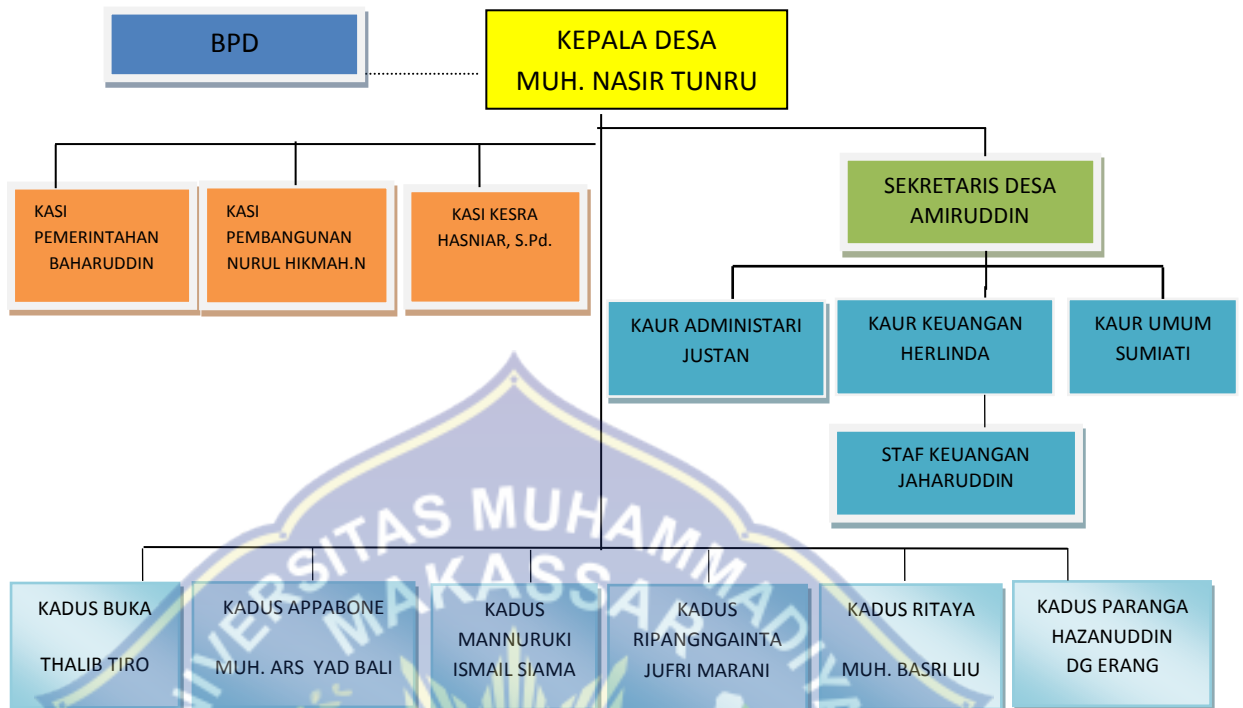 BPD
KEPALA DESA
MUH. NASIR TUNRU
KASI
PEMERINTAHAN
BAHARUDDIN
KASI
PEMBANGUNAN
NURUL HIKMAH.N
KASI KESRA
HASNIAR, S.Pd.
SEKRETARIS DESA
AMIRUDDIN
KAUR ADMINISTARI
JUSTAN
KAUR KEUANGAN
HERLINDA
KAUR UMUM
SUMIATI
STAF KEUANGAN
JAHARUDDIN
UNIVERSITAS MUHAMMADIYA
MAKASSAR
KADUS BUKA
THALIB TIRO
KADUS APPABONE
MUH. ARS YAD BALI
KADUS
MANNURUKI
ISMAIL SIAMA
KADUS
RIPANGNGAINTA
JUFRI MARANI
KADUS RITAYA
MUH. BASRI LIU
KADUS PARANGA
HAZANUDDIN
DG ERANG